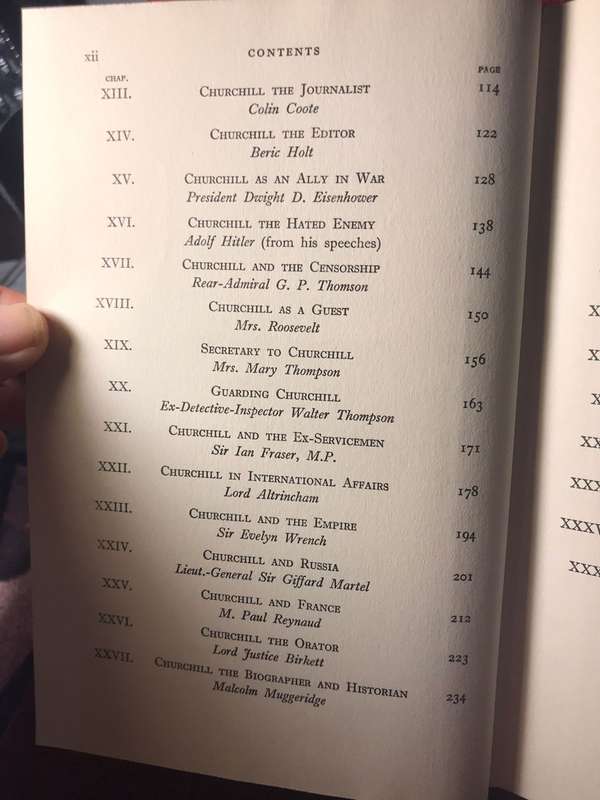 xii
CONTENTS
CHAP.
PAGE
XIII. CHURCHILL THE JOURNALIST 114
Colin Coote
XIV. CHURCHILL THE EDITOR 122
Beric Holt
XV. CHURCHILL AS AN ALLY IN WAR 128
President Dwight D. Eisenhower
XVI. CHURCHILL THE HATED ENEMY 138
Adolf Hitler (from his speeches)
XVII. CHURCHILL AND THE CENSORSHIP 144
Rear-Admiral G. P. Thomson
XVIII. CHURCHILL AS A GUEST 150
Mrs. Roosevelt
XIX. SECRETARY TO CHURCHILL 156
Mrs. Mary Thompson
XX. GUARDING CHURCHILL 163
Ex-Detective-Inspector Walter Thompson
XXI. CHURCHILL AND THE EX-SERVICEMEN 171
Sir Ian Fraser, M.P.
XXII. CHURCHILL IN INTERNATIONAL AFFAIRS 178
Lord Altrincham
XXIII. CHURCHILL AND THE EMPIRE 194
Sir Evelyn Wrench
XXIV. CHURCHILL AND RUSSIA 201
Lieut.-General Sir Giffard Martel
XXV. CHURCHILL AND FRANCE 212
M. Paul Reynaud
XXVI. CHURCHILL THE ORATOR 223
Lord Justice Birkett
XXVII. CHURCHILL THE BIOGRAPHER AND HISTORIAN 234
Malcolm Muggeridge